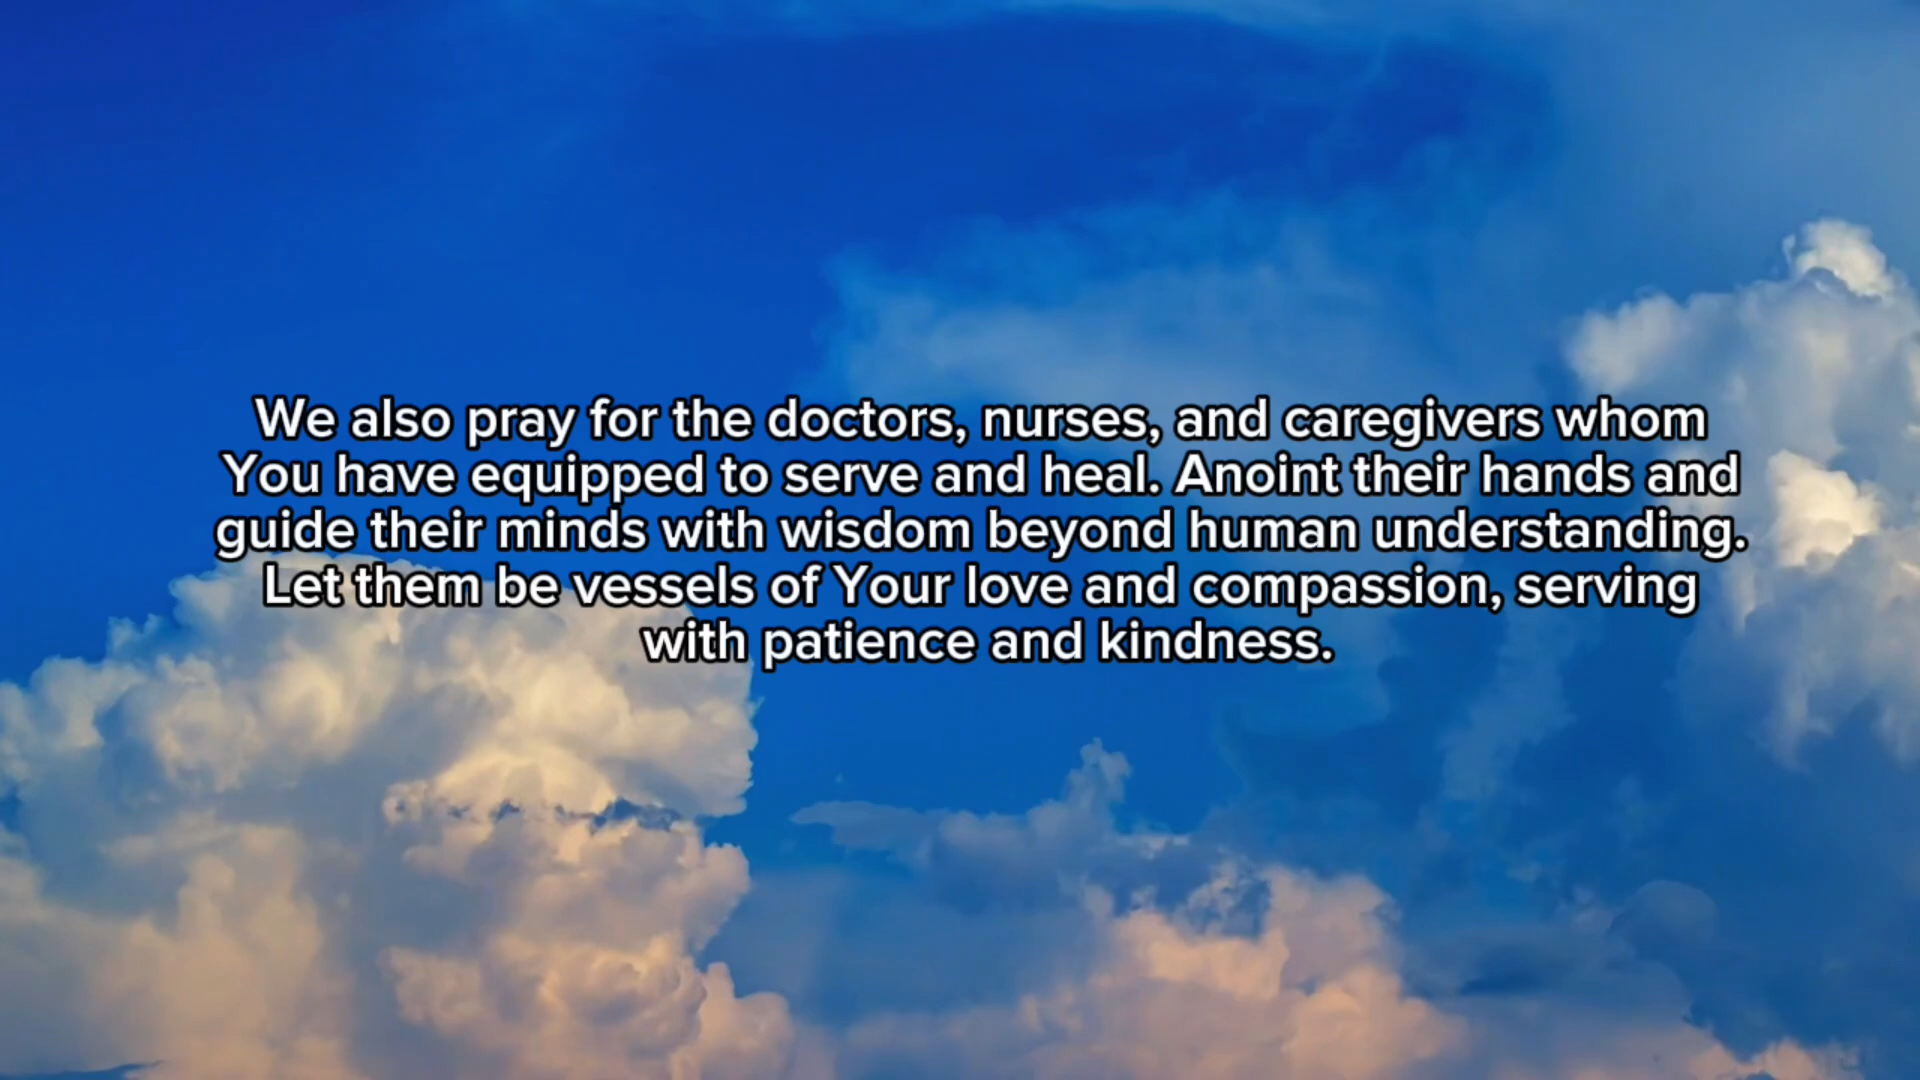 We also pray for the doctors, nurses, and caregivers whom
You have equipped to serve and heal. Anoint their hands and
guide their minds with wisdom beyond human understanding.
Let them be vessels of Your love and compassion, serving
with patience and kindness.